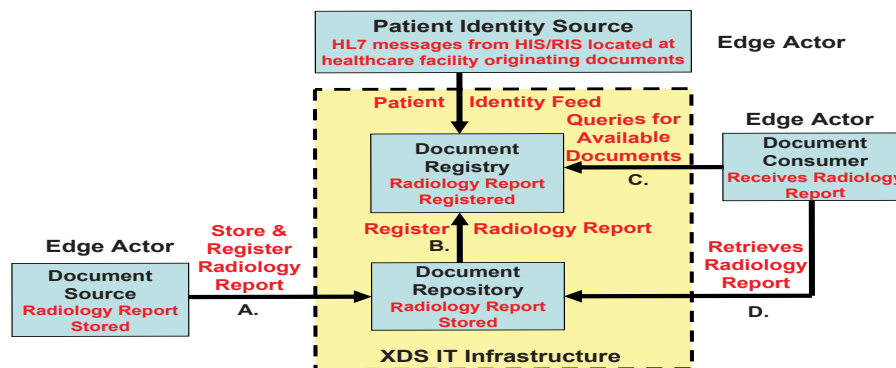 Patient Identity Source
HL7 messages from HIS/RIS located at
healthcare facility originating documents
Edge Actor
Patient Identity Feed
Queries for
Available
Documents
Edge Actor
Document
Registry
Radiology Report
Registered
C.
Document
Consumer
Receives Radiology
Report
Store &
Register
Radiology
Report
Register Radiology Report
B.
Edge Actor
Document
Source
Radiology Report
Stored
A.
Document
Repository
Radiology Report
Stored
Retrieves
Radiology
Report
D.
XDS IT Infrastructure